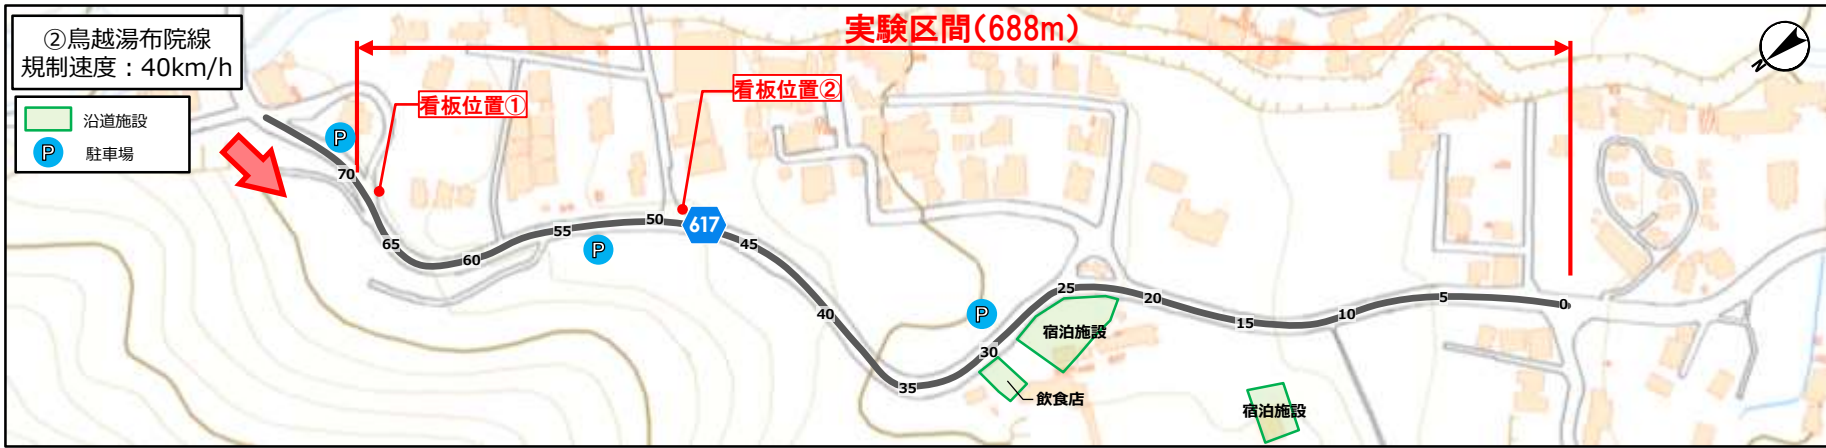 ②鳥越湯布院線
規制速度：40km/h
沿道施設
P 駐車場
実験区間(688m)
看板位置①
看板位置②
N
P
70
65
60
55
P
50
617
45
40
35
P
30
25
20
15
10
5
0
宿泊施設
飲食店
宿泊施設